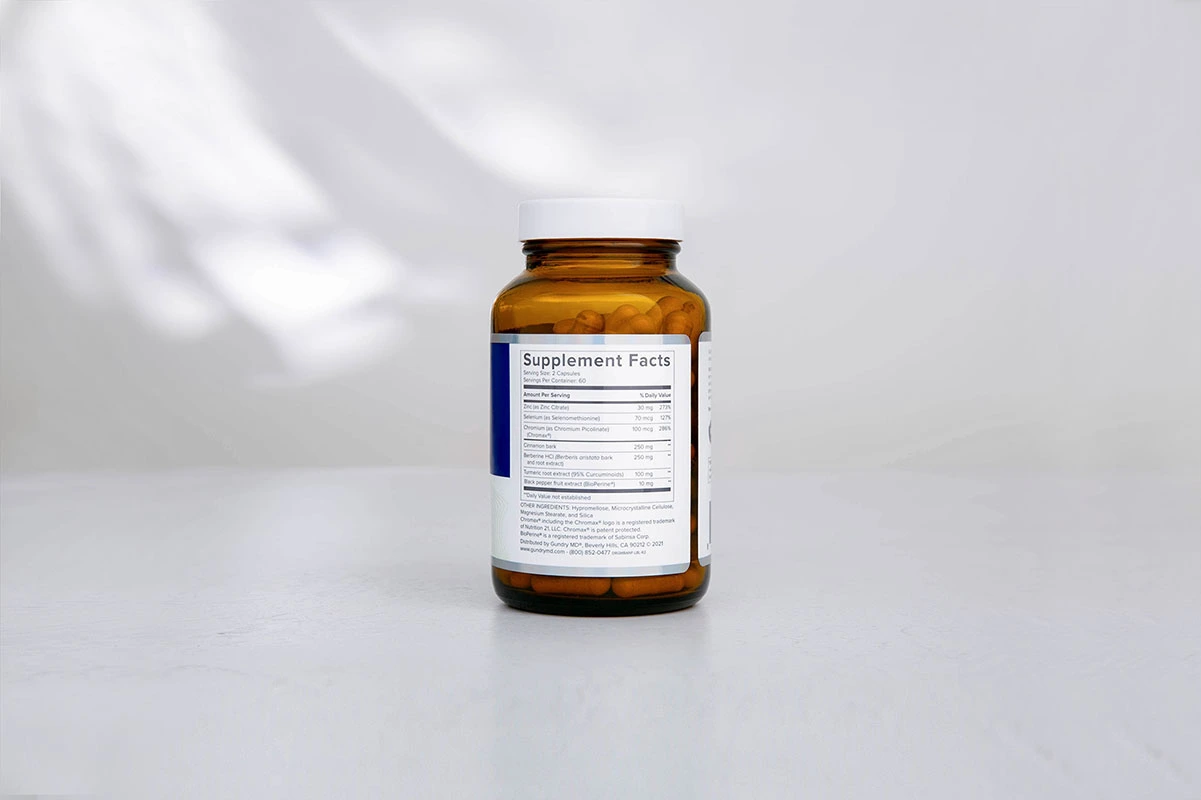 Supplement Facts
Serving Size: 2 Capsules
Servings Per Container: 60
Amount Per Serving % Daily Value
Zinc (as Zinc Citrate) 30 mg 273%
Selenium (as Selenomethionine) 70 mcg 127%
Chromium (as Chromium Picolinate) 100 mcg 286%
(Chromax®)
Cinnamon bark 250 mg **
Berberine HCl (Berberis aristata bark 250 mg **
and root extract)
Turmeric root extract (95% Curcuminoids) 100 mg **
Black pepper fruit extract (BioPerine®) 10 mg **
**Daily Value not established
OTHER INGREDIENTS: Hypromellose, Microcrystalline Cellulose,
Magnesium Stearate, and Silica
Chromax® including the Chromax® logo is a registered trademark
of Nutrition 21, LLC. Chromax® is patent protected.
BioPerine® is a registered trademark of Sabinsa Corp.
Distributed by Gundry MD®, Beverly Hills, CA 90212 © 2021
www.gundrymd.com - (800) 852-0477